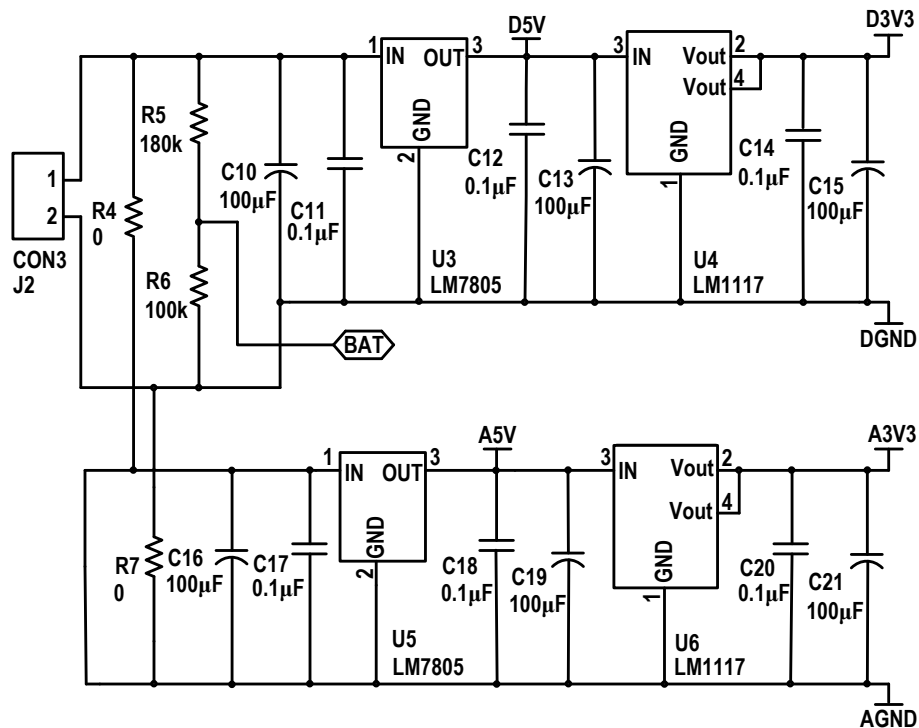 D5V
D3V3
1
IN
OUT
3
GND
2
3
IN
Vout
2
Vout
4
GND
1
R5
180k
1
2
CON3
J2
R4
0
C10
100μF
C11
0.1μF
C12
0.1μF
C13
100μF
C14
0.1μF
C15
100μF
R6
100k
U3
LM7805
U4
LM1117
BAT
DGND
A5V
A3V3
1
IN
OUT
3
GND
2
3
IN
Vout
2
Vout
4
GND
1
R7
0
C16
100μF
C17
0.1μF
C18
0.1μF
C19
100μF
C20
0.1μF
C21
100μF
U5
LM7805
U6
LM1117
AGND